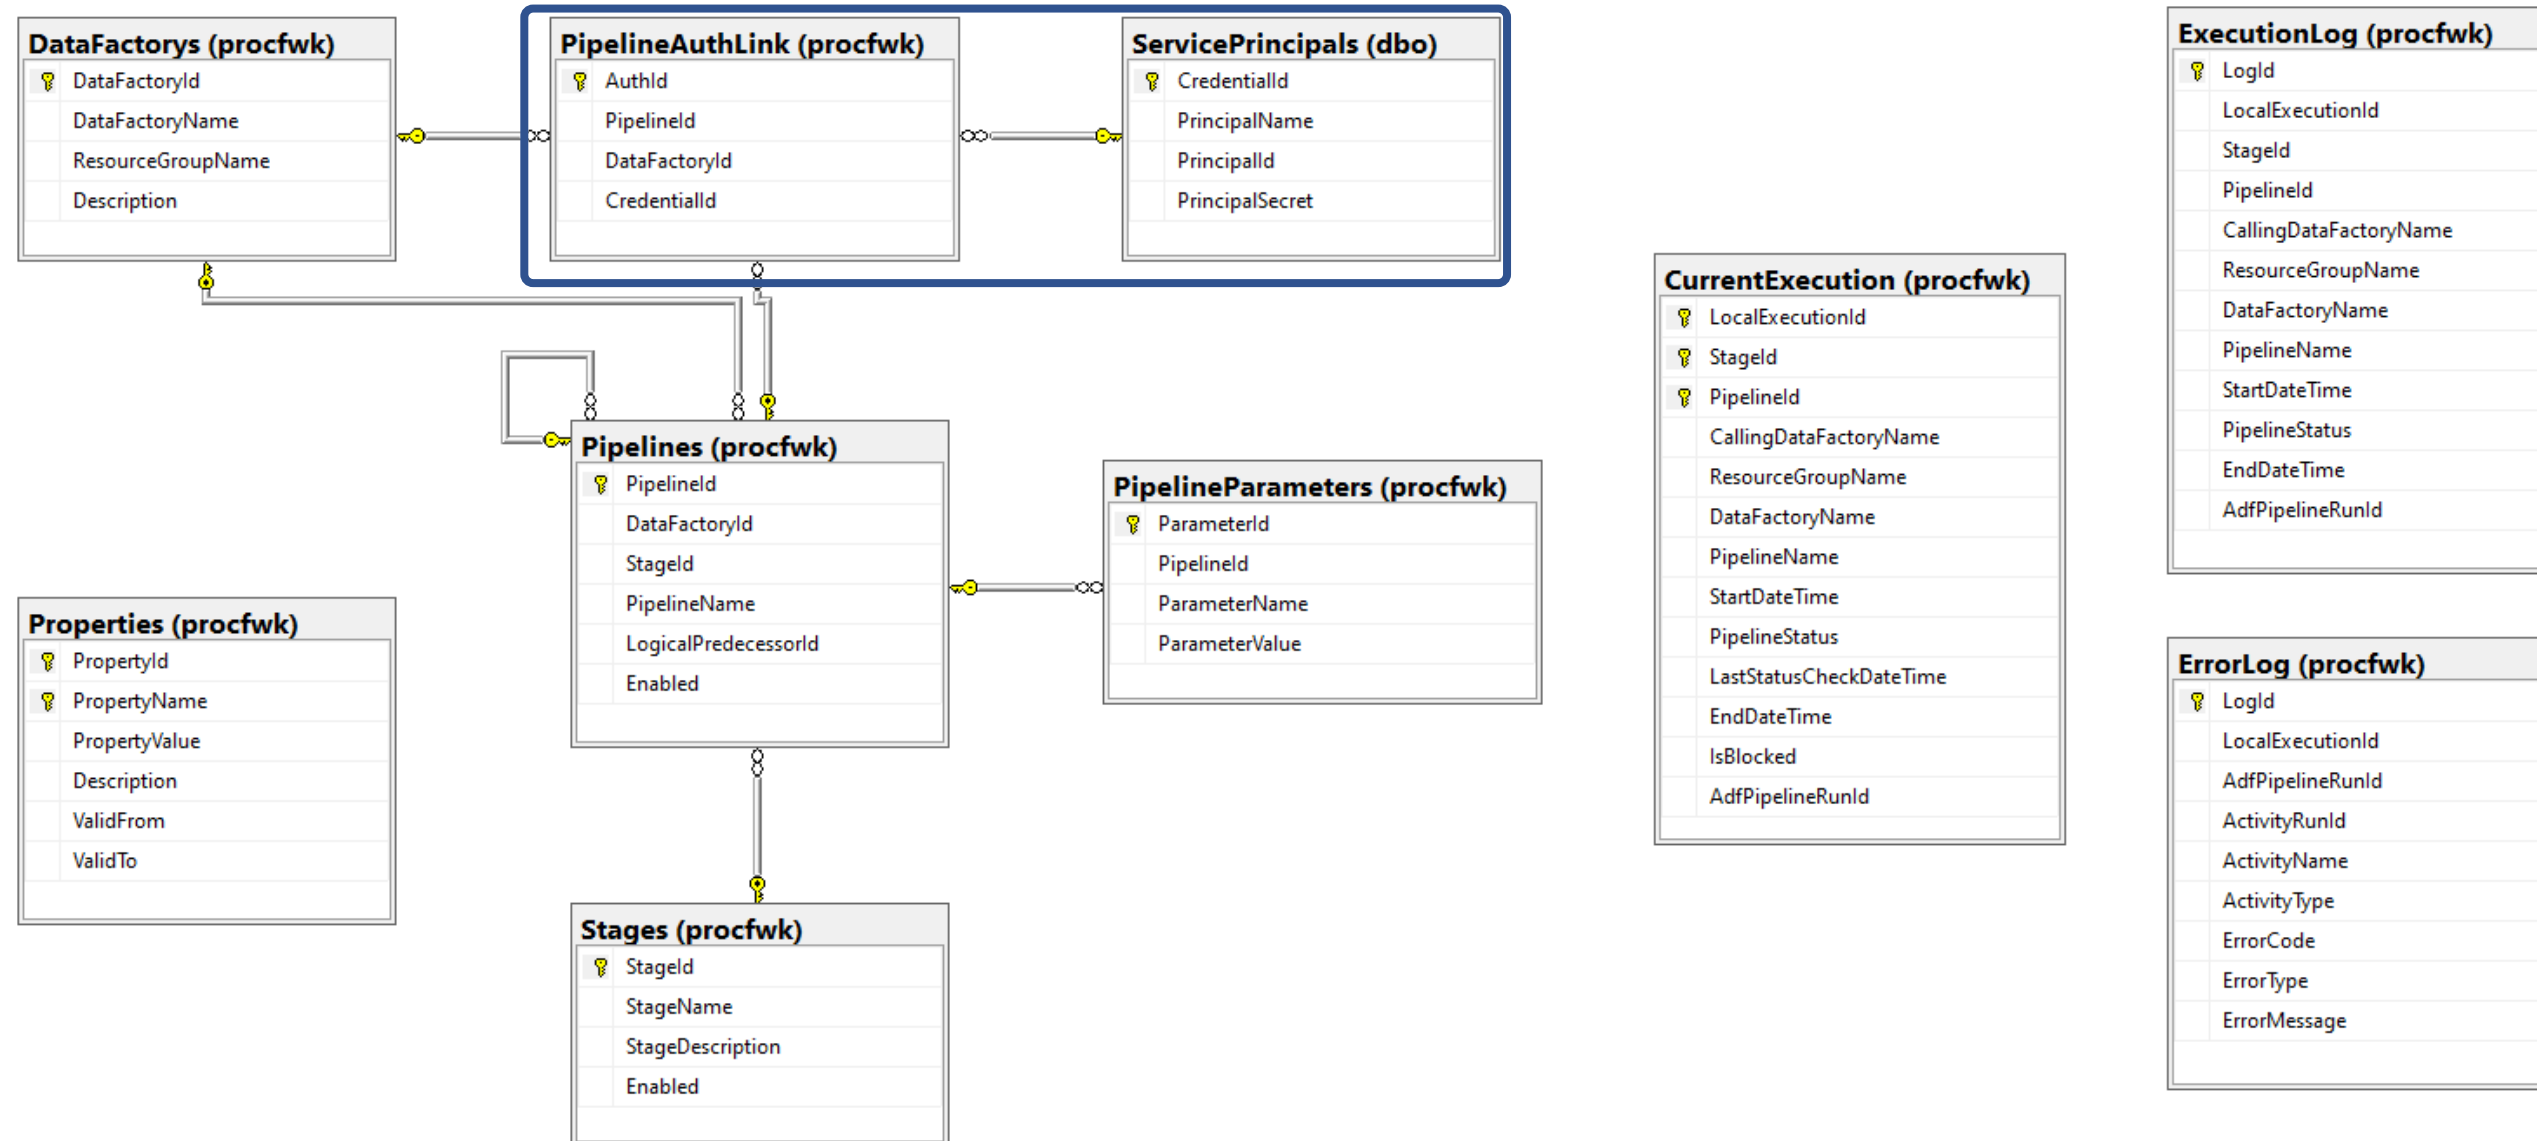 DataFactorys (procfwk)
DataFactoryId
DataFactoryName
ResourceGroupName
Description
PipelineAuthLink (procfwk)
AuthId
PipelineId
DataFactoryId
CredentialId
ServicePrincipals (dbo)
CredentialId
PrincipalName
PrincipalId
PrincipalSecret
Pipelines (procfwk)
PipelineId
DataFactoryId
StageId
PipelineName
LogicalPredecessorId
Enabled
PipelineParameters (procfwk)
ParameterId
PipelineId
ParameterName
ParameterValue
Properties (procfwk)
PropertyId
PropertyName
PropertyValue
Description
ValidFrom
ValidTo
Stages (procfwk)
StageId
StageName
StageDescription
Enabled
CurrentExecution (procfwk)
LocalExecutionId
StageId
PipelineId
CallingDataFactoryName
ResourceGroupName
DataFactoryName
PipelineName
StartDateTime
PipelineStatus
LastStatusCheckDateTime
EndDateTime
IsBlocked
AdfPipelineRunId
ExecutionLog (procfwk)
LogId
LocalExecutionId
StageId
PipelineId
CallingDataFactoryName
ResourceGroupName
DataFactoryName
PipelineName
StartDateTime
PipelineStatus
EndDateTime
AdfPipelineRunId
ErrorLog (procfwk)
LogId
LocalExecutionId
AdfPipelineRunId
ActivityRunId
ActivityName
ActivityType
ErrorCode
ErrorType
ErrorMessage